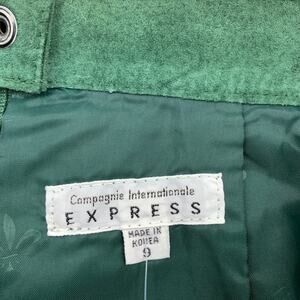 Compagnie Internationale
EXPRESS
MADE IN
KOREA
9